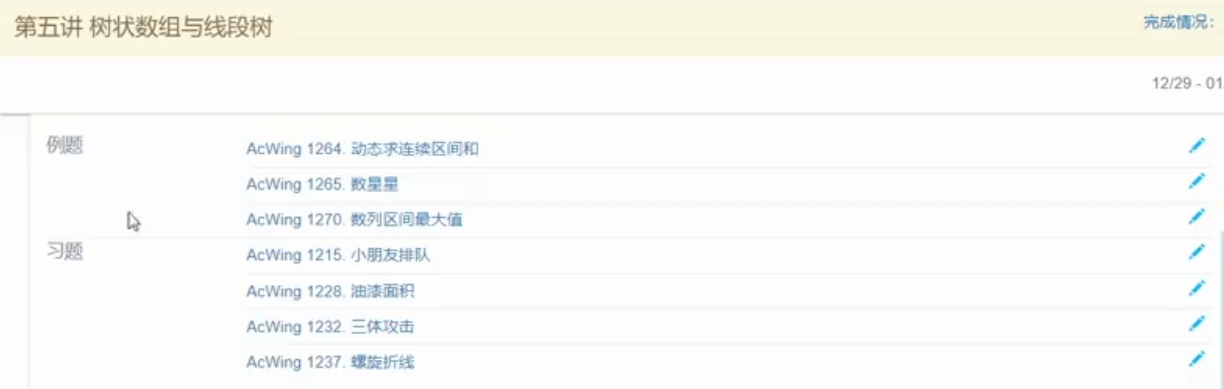 第五讲 树状数组与线段树
完成情况：
12/29 - 01
例题
AcWing 1264. 动态求连续区间和
AcWing 1265. 数星星
AcWing 1270. 数列区间最大值
习题
AcWing 1215. 小朋友排队
AcWing 1228. 油漆面积
AcWing 1232. 三体攻击
AcWing 1237. 螺旋折线